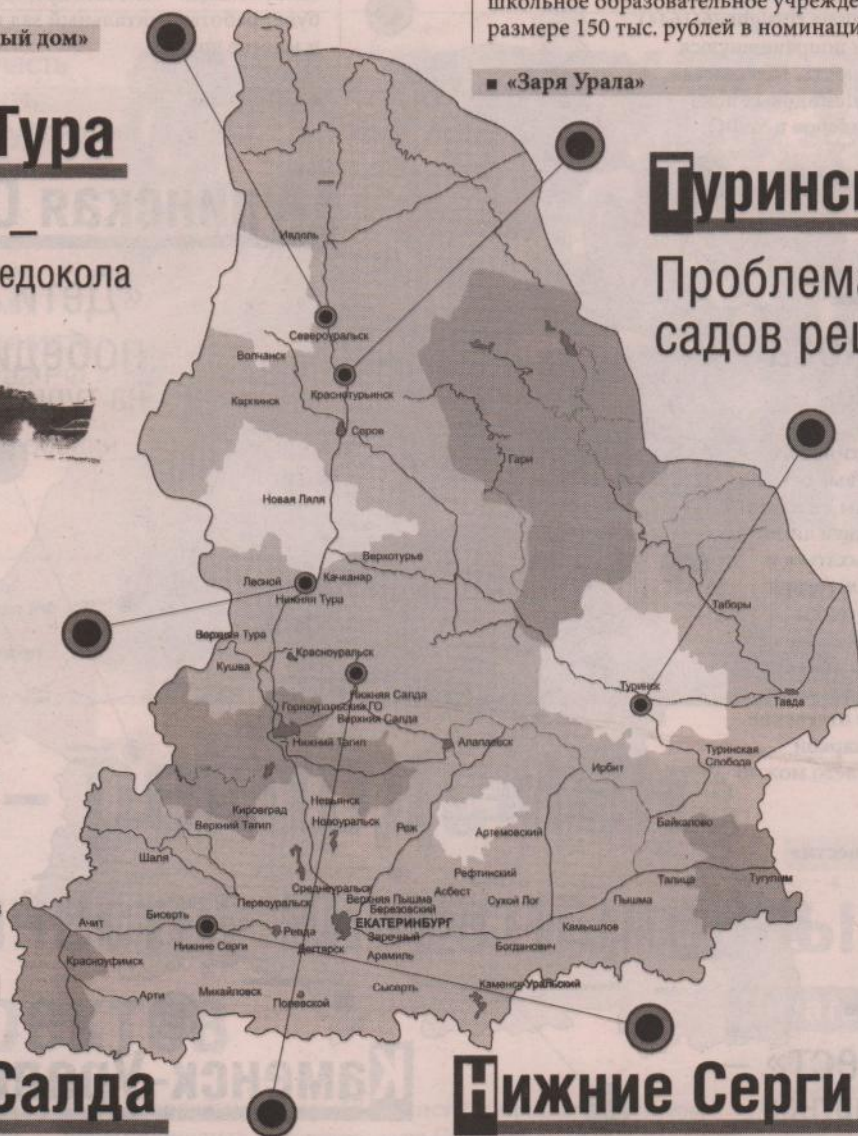 школьное образовательное учрежде
размере 150 тыс. рублей в номинаци
ый дом»
■ «Заря Урала»
Тура
Туринск
–
едокола
Проблема
садов реш
Ивдель
Североуральск
Волчанск
Карпинск
Краснотурьинск
Серов
Гари
Новая Ляля
Верхотурье
Лесной
Качканар
Нижняя Тура
Таборы
Верхняя Тура
Красноуральск
Кушва
Туринск
Нижняя Салда
Горноуральский ГО
Верхняя Салда
Тавда
Нижний Тагил
Алапаевск
Туринская
Слобода
Ирбит
Кировград
Невьянск
Верхний Тагил
Новоуральск
Реж
Артемовский
Байкалово
Шаля
Рефтинский
Талица
Тугулым
Среднеуральск
Асбест
Первоуральск
Верхняя Пышма
Сухой Лог
Пышма
Березовский
Ачит
Бисерть
ЕКАТЕРИНБУРГ
Ревда
Заречный
Камышлов
Нижние Серги
Дегтярск
Богданович
Арамиль
Красноуфимск
Арти
Михайловск
Сысерть
Каменск-Уральский
Полевской
Салда
Нижние Серги